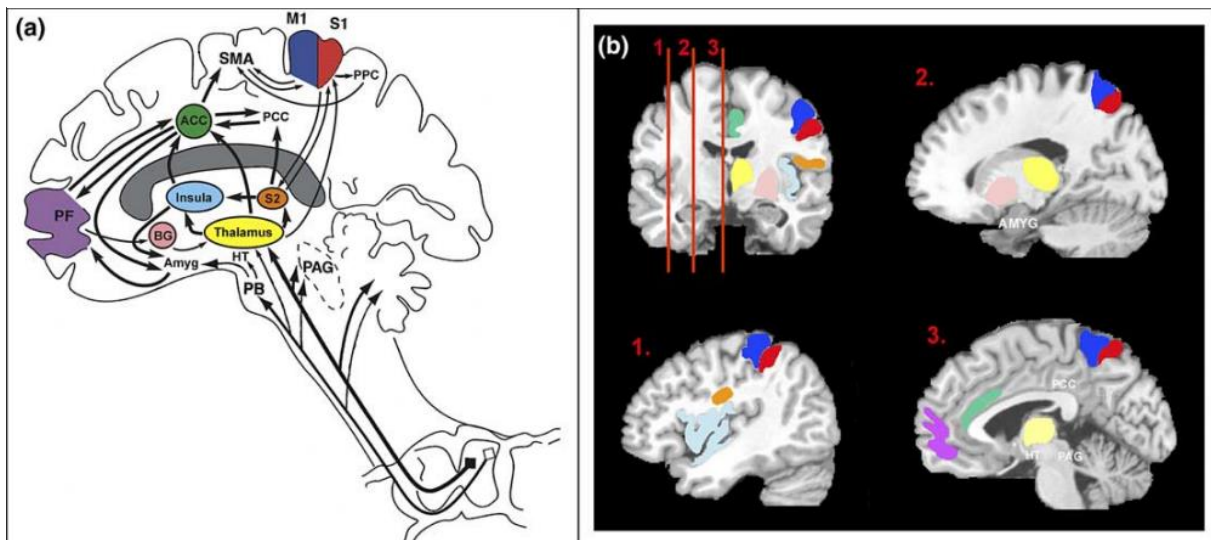 (a)
M1
S1
SMA
PPC
ACC
PCC
Insula
S2
PF
BG
Thalamus
Amyg
HT
PAG
PB
(b)
1 2 3
2.
AMYG
1.
3.
PCC
HT PAG